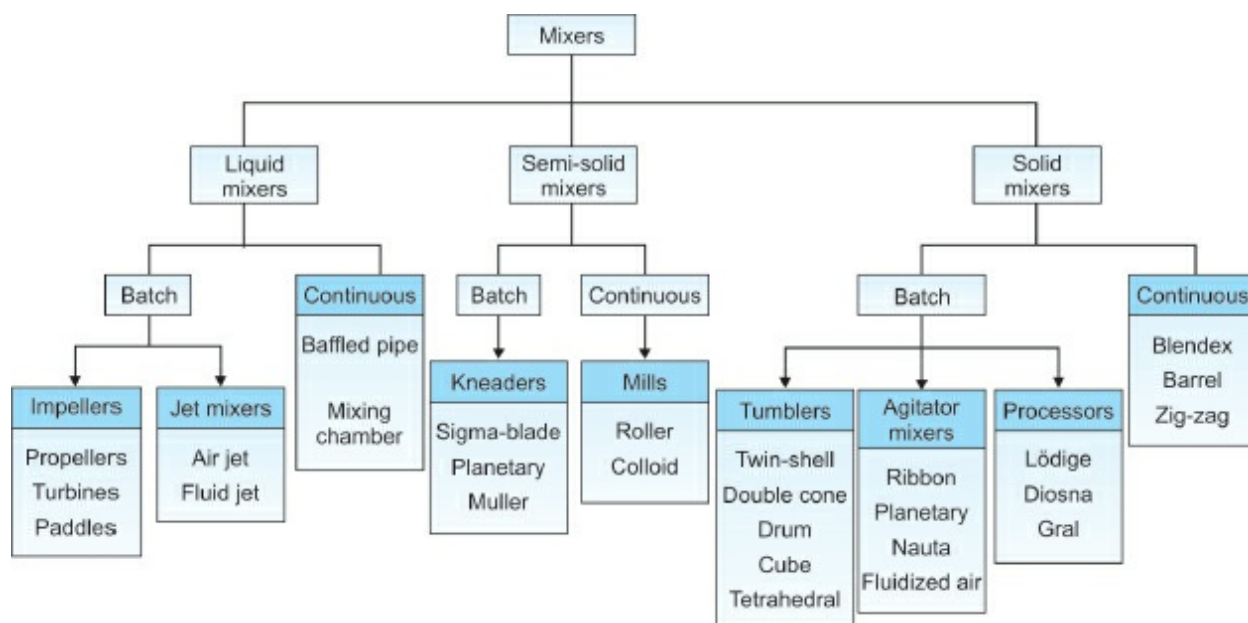 Mixers
Liquid
mixers
Semi-solid
mixers
Solid
mixers
Batch
Continuous
Baffled pipe
Mixing
chamber
Batch
Continuous
Batch
Continuous
Blendex
Barrel
Zig-zag
Impellers
Propellers
Turbines
Paddles
Jet mixers
Air jet
Fluid jet
Kneaders
Sigma-blade
Planetary
Muller
Mills
Roller
Colloid
Tumblers
Twin-shell
Double cone
Drum
Cube
Tetrahedral
Agitator
mixers
Ribbon
Planetary
Nauta
Fluidized air
Processors
Lödige
Diosna
Gral